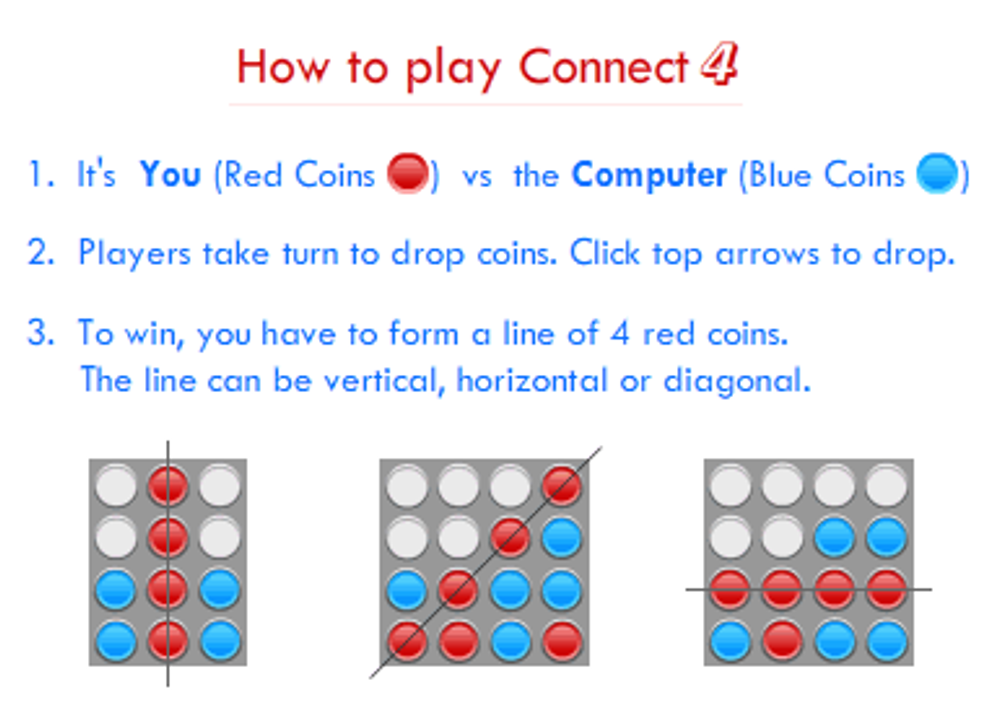 How to play Connect 4
1. It's You (Red Coins ) vs the Computer (Blue Coins )
2. Players take turn to drop coins. Click top arrows to drop.
3. To win, you have to form a line of 4 red coins.
The line can be vertical, horizontal or diagonal.